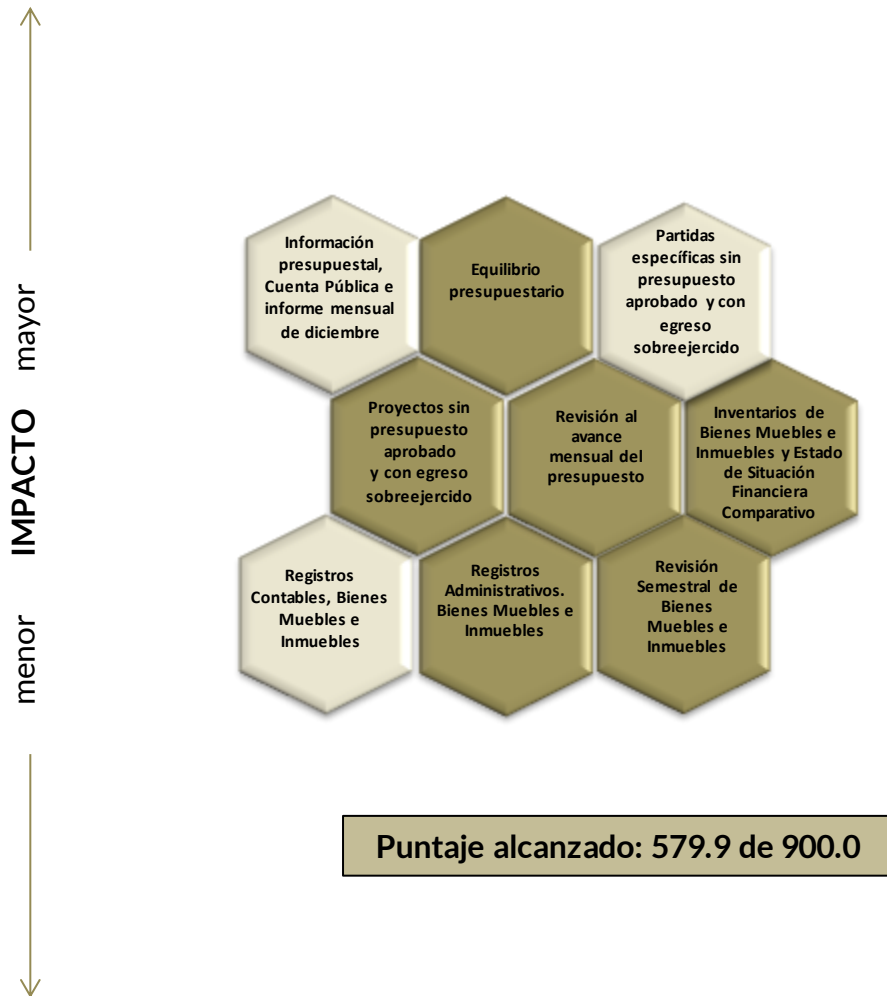 Información
presupuestal,
Cuenta Pública e
informe mensual
de diciembre
Equilibrio
presupuestario
Partidas
específicas sin
presupuesto
aprobado y con
egreso
sobreejercido
Proyectos sin
presupuesto
aprobado
y con egreso
sobreejercido
Revisión al
avance
mensual del
presupuesto
Inventarios de
Bienes Muebles e
Inmuebles y Estado
de Situación
Financiera
Comparativo
Registros
Contables, Bienes
Muebles e
Inmuebles
Registros
Administrativos.
Bienes Muebles e
Inmuebles
Revisión
Semestral de
Bienes
Muebles e
Inmuebles
menor IMPACTO mayor
Puntaje alcanzado: 579.9 de 900.0